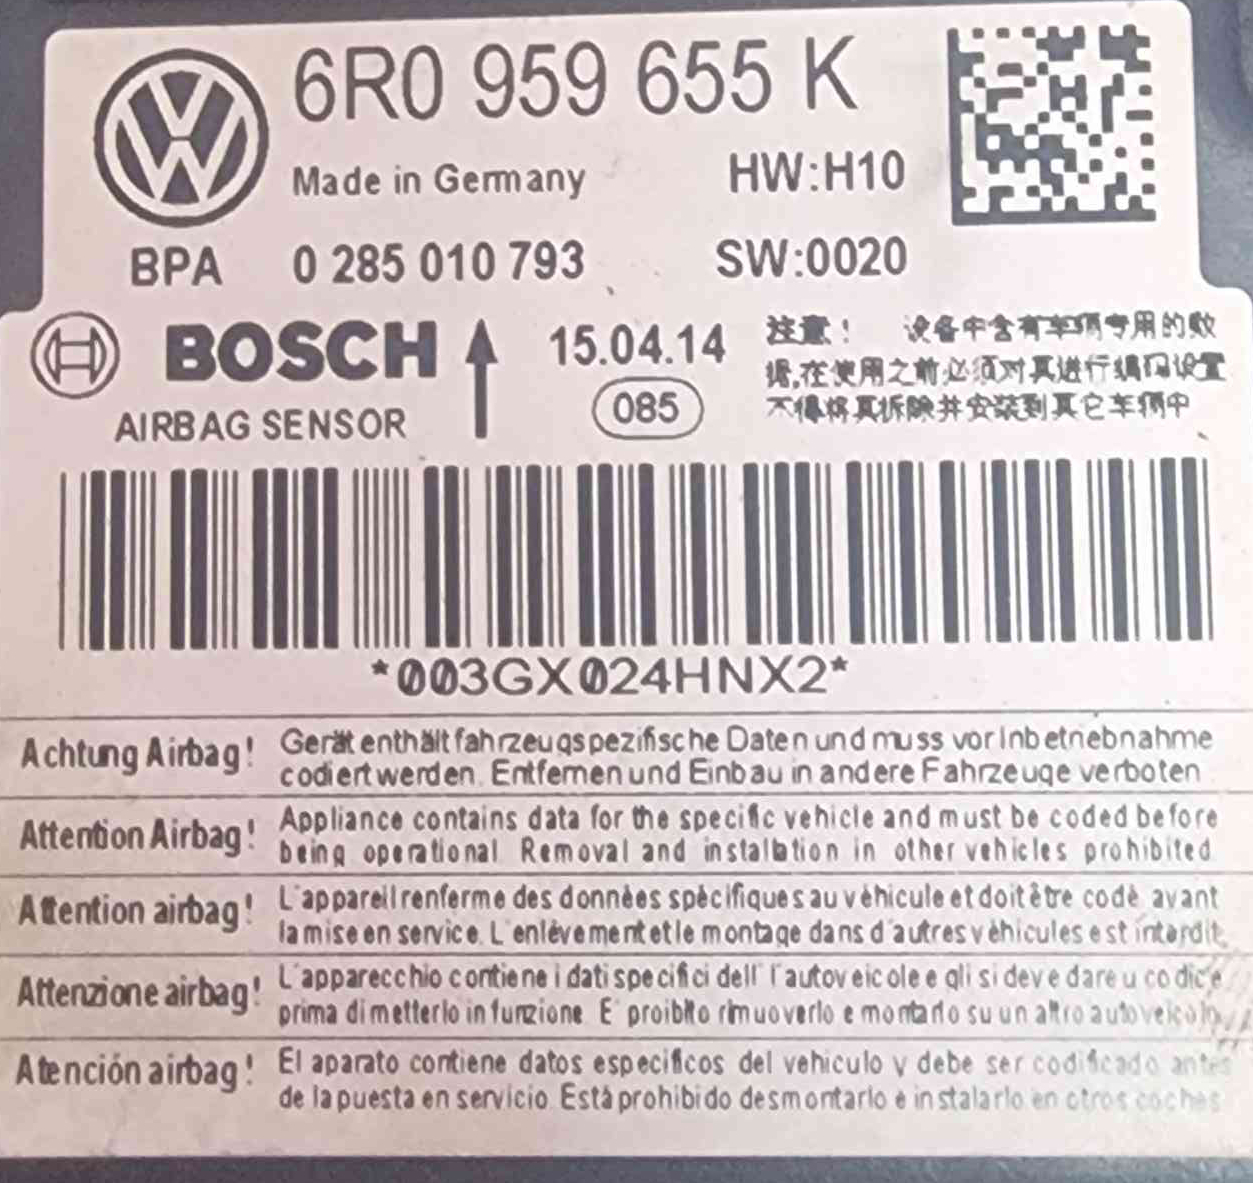 6R0 959 655 K
Made in Germany
HW:H10
BPA 0 285 010 793 SW:0020
BOSCH
15.04.14
AIRBAG SENSOR
085
注意! 设备中含有车辆专用的数
据,在使用之前必须对其进行编码设置
不得将其拆除并安装到其它车辆中
*003GX024HNX2*
Achtung Airbag! Gerät enthält fahrzeugspezifische Daten und muss vor Inbetriebnahme
codiert werden. Entfernen und Einbau in andere Fahrzeuge verboten
Attention Airbag! Appliance contains data for the specific vehicle and must be coded before
being operational Removal and installation in other vehicles prohibited
Attention airbag! L'appareil renferme des données spécifiques au véhicule et doit être codé avant
la mise en service. L'enlèvement et le montage dans d'autres véhicules est interdit.
Attenzione airbag! L'apparecchio contiene i dati specifici dell' l'autoveicolo e gli si deve dare u codice
prima di metterlo in funzione. E' proibito rimuoverlo e montarlo su un altro autoveicolo.
Atención airbag! El aparato contiene datos especificos del vehiculo y debe ser codificado antes
de la puesta en servicio. Está prohibido desmontarlo e instalarlo en otros coches